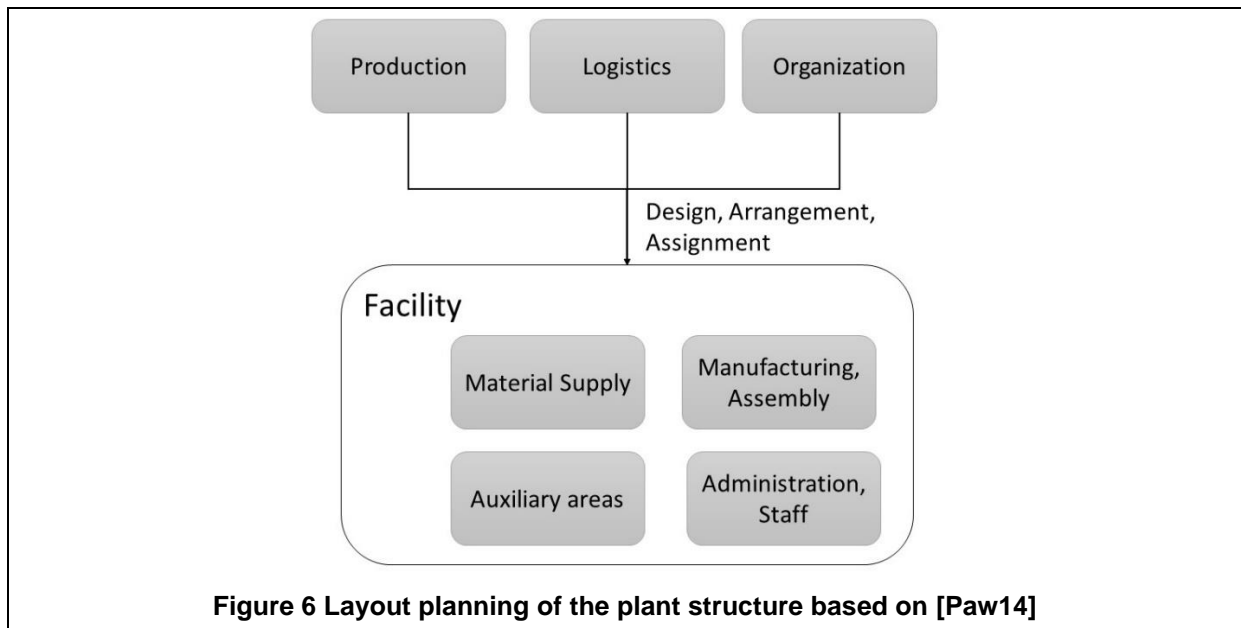 Production
Logistics
Organization
Design, Arrangement,
Assignment
Facility
Material Supply
Manufacturing,
Assembly
Auxiliary areas
Administration,
Staff
Figure 6 Layout planning of the plant structure based on [Paw14]